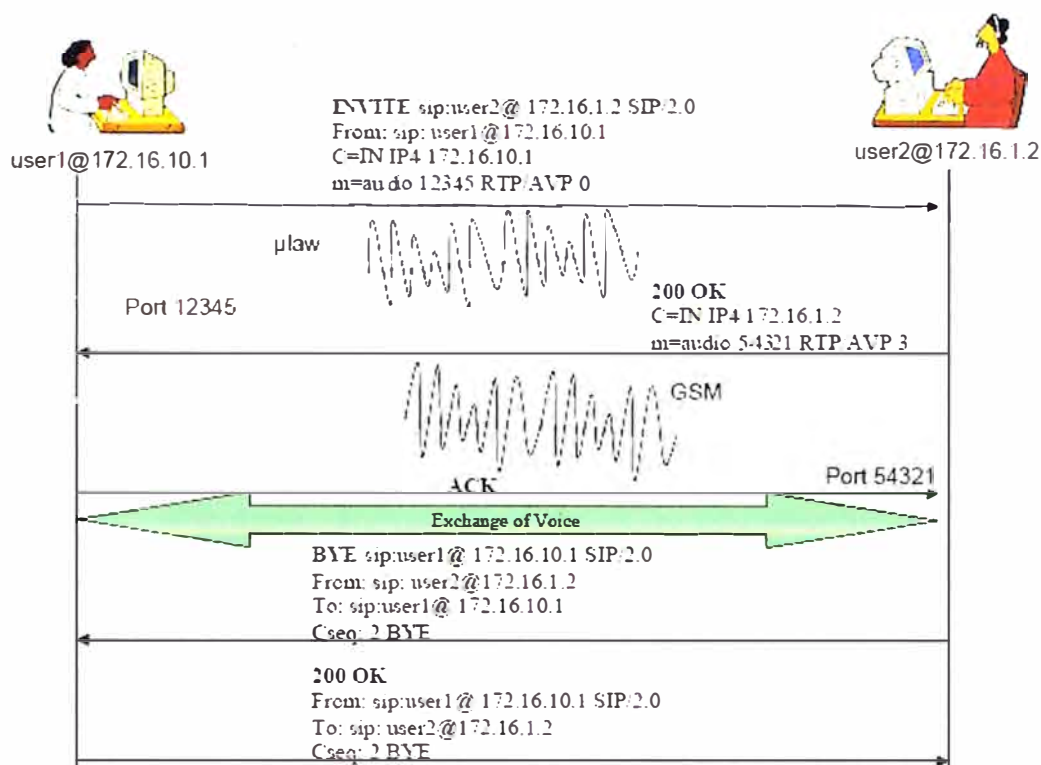 user1@172.16.10.1
user2@172.16.1.2
INVITE sip:user2@ 172.16.1.2 SIP/2.0
From: sip: user1@172.16.10.1
C=IN IP4 172.16.10.1
m=audio 12345 RTP/AVP 0
µlaw
Port 12345
200 OK
C=IN IP4 172.16.1.2
m=audio 54321 RTP AVP 3
GSM
Port 54321
ACK
Exchange of Voice
BYE sip:user1@ 172.16.10.1 SIP/2.0
From: sip: user2@172.16.1.2
To: sip:user1@ 172.16.10.1
Cseq: 2 BYE
200 OK
From: sip:user1@ 172.16.10.1 SIP/2.0
To: sip: user2@172.16.1.2
Cseq: 2 BYE